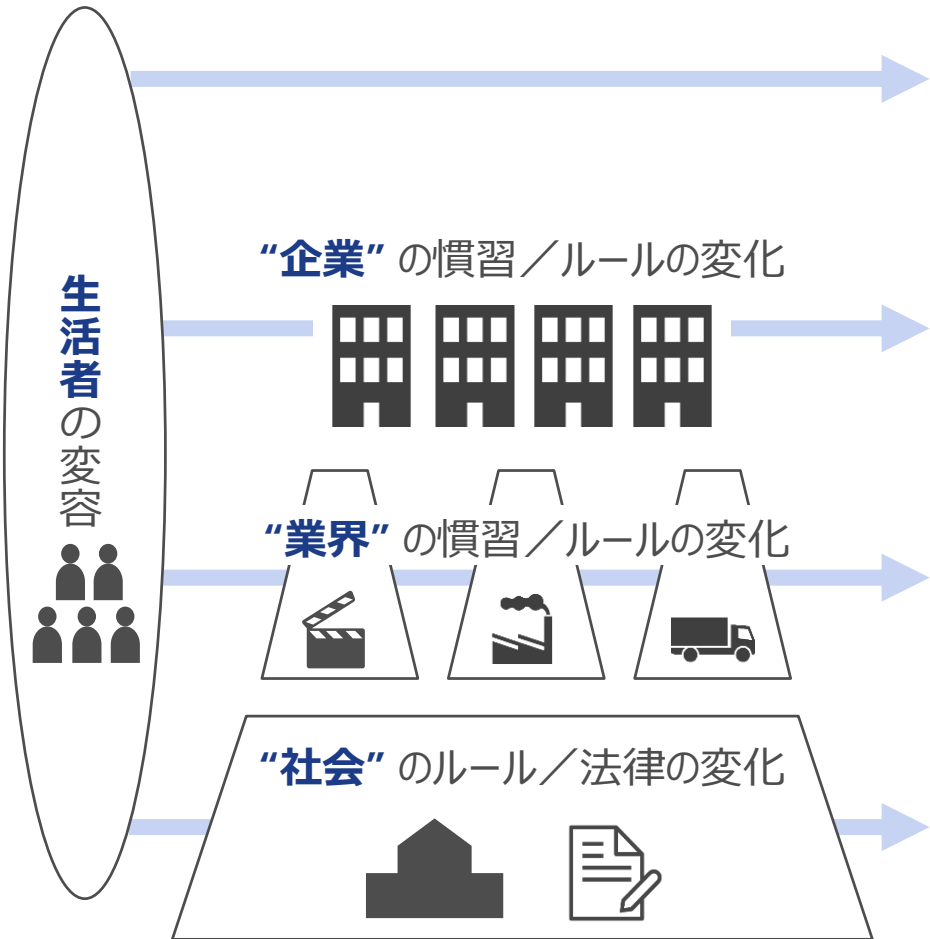 生活者の変容
“企業” の慣習／ルールの変化
“業界” の慣習／ルールの変化
“社会” のルール／法律の変化